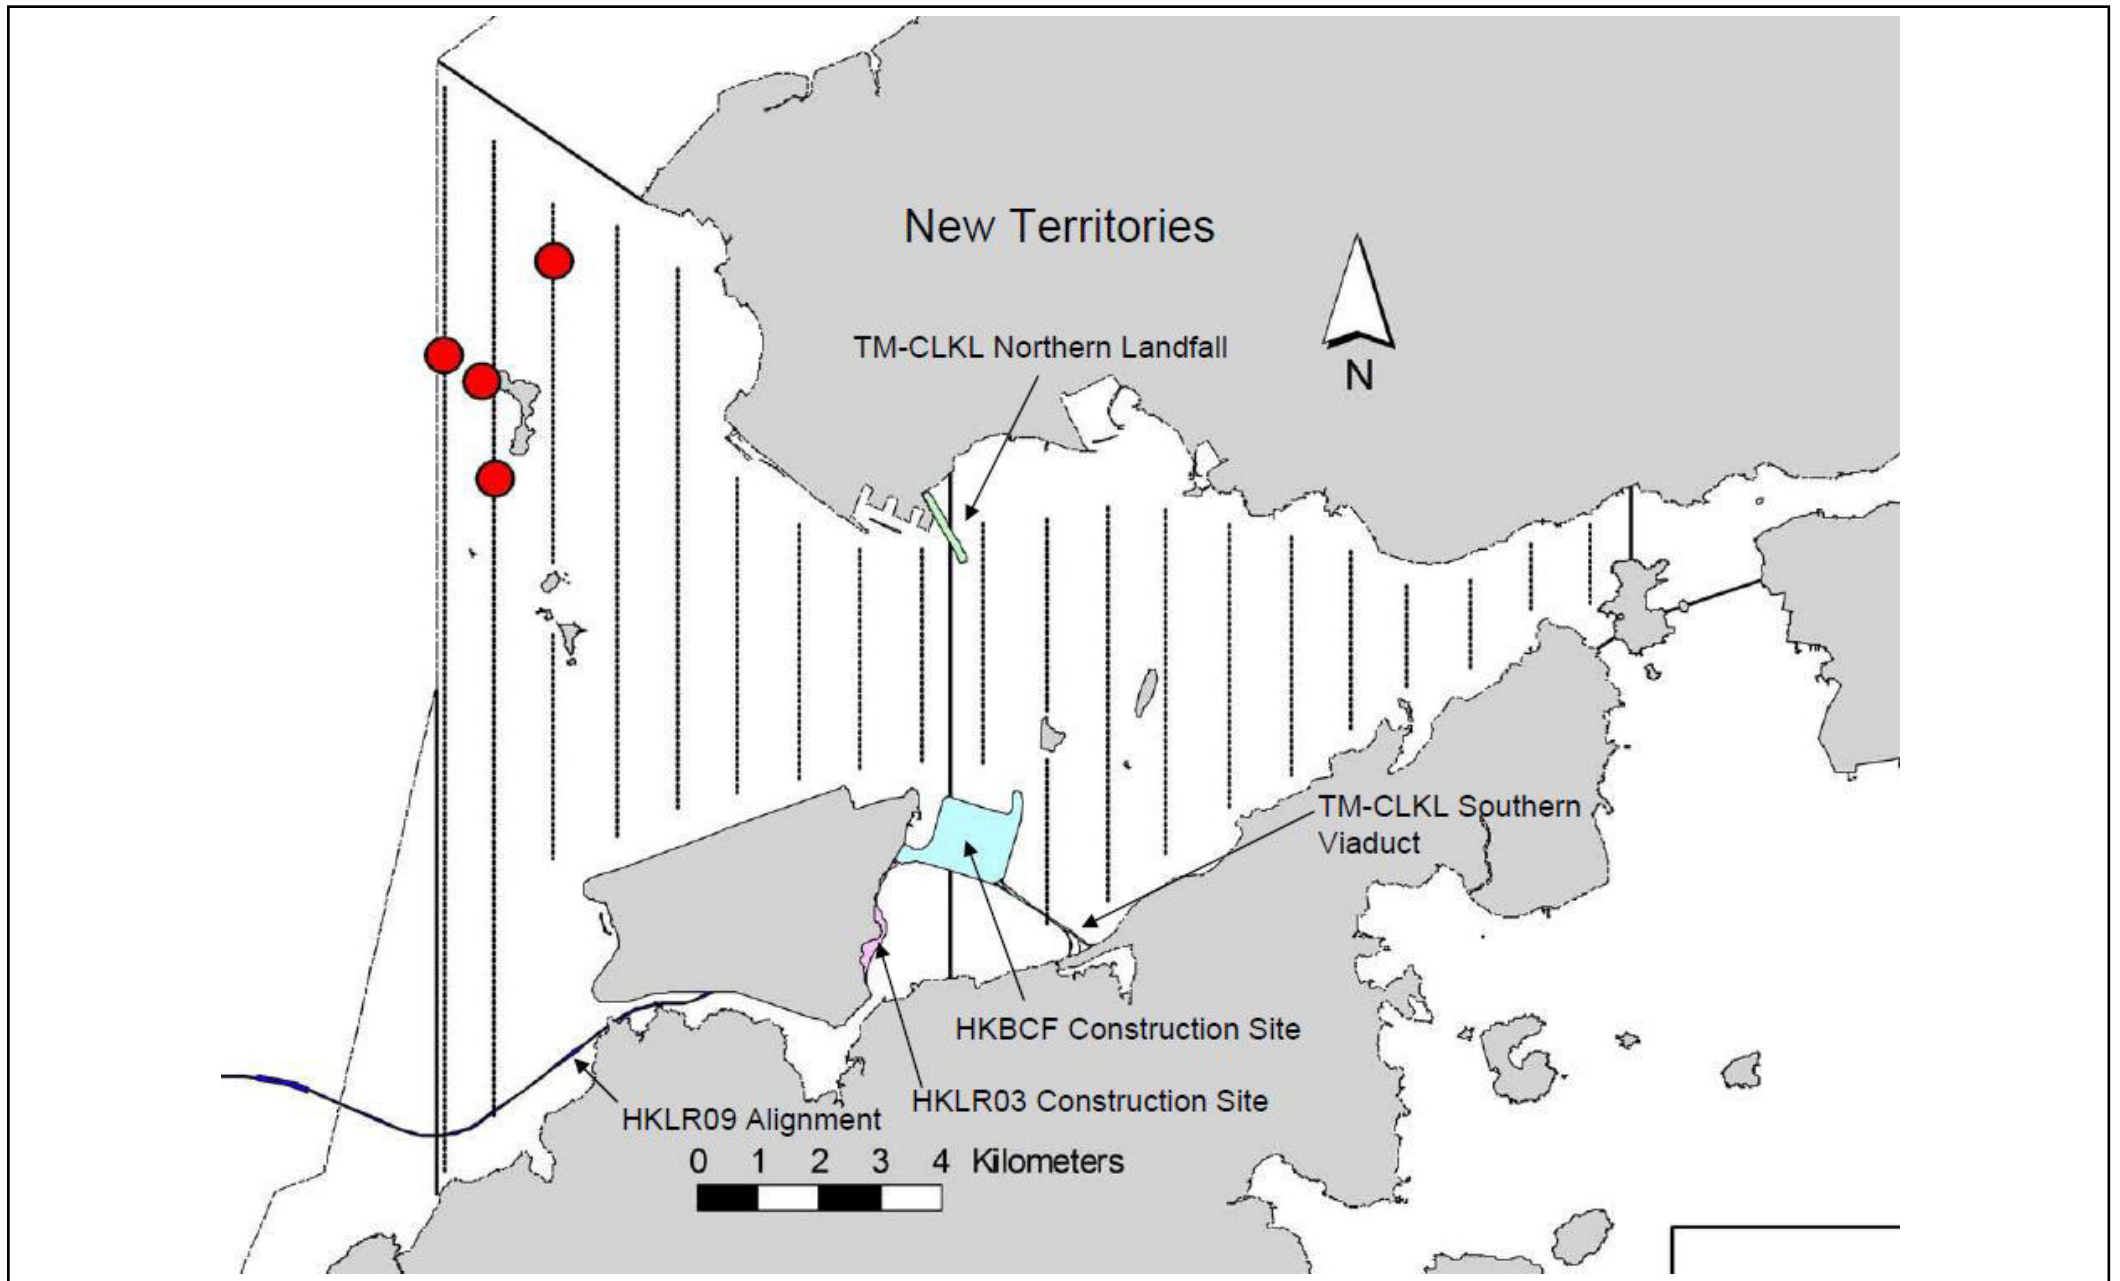 New Territories
TM-CLKL Northern Landfall
N
TM-CLKL Southern
Viaduct
HKBCF Construction Site
HKLR03 Construction Site
HKLR09 Alignment
0 1 2 3 4 Kilometers